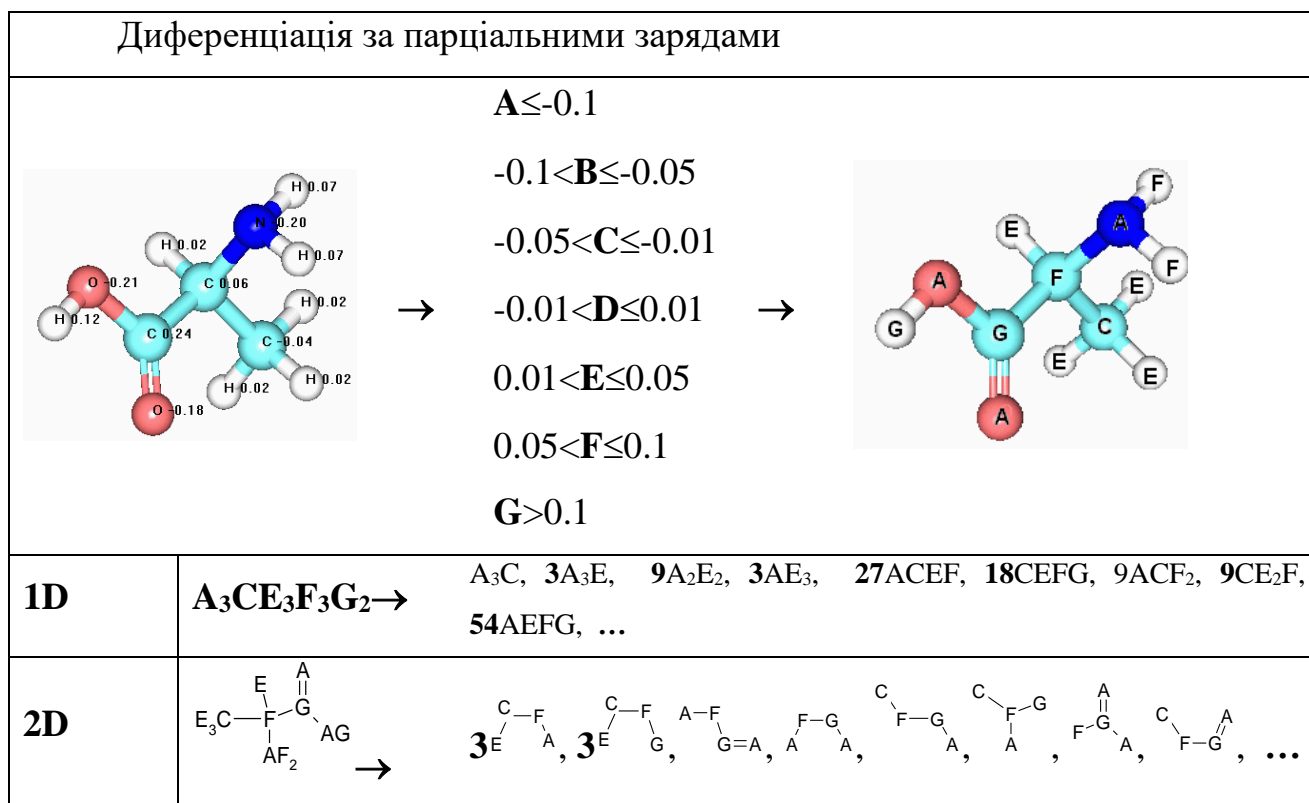 Диференціація за парціальними зарядами
A≤-0.1
-0.1<B≤-0.05
-0.05<C≤-0.01
-0.01<D≤0.01
0.01<E≤0.05
0.05<F≤0.1
G>0.1
H 0.07
N -0.20
H 0.02
H 0.07
O -0.21
C 0.06
H 0.12
H 0.02
C 0.24
C -0.04
H 0.02
H 0.02
O -0.18
→
→
F
E
A
F
A
F
E
G
G
C
E
E
A
1D
A₃CE₃F₃G₂→
A₃C, 3A₃E, 9A₂E₂, 3AE₃, 27ACEF, 18CEFG, 9ACF₂, 9CE₂F,
54AEFG, ...
2D
A
E
E₃C F G
AG
AF₂
→
3 C F E A , 3 C F E G , A F G A , F G A A , C F G A , C F G A , A G F A , C F G A , ...